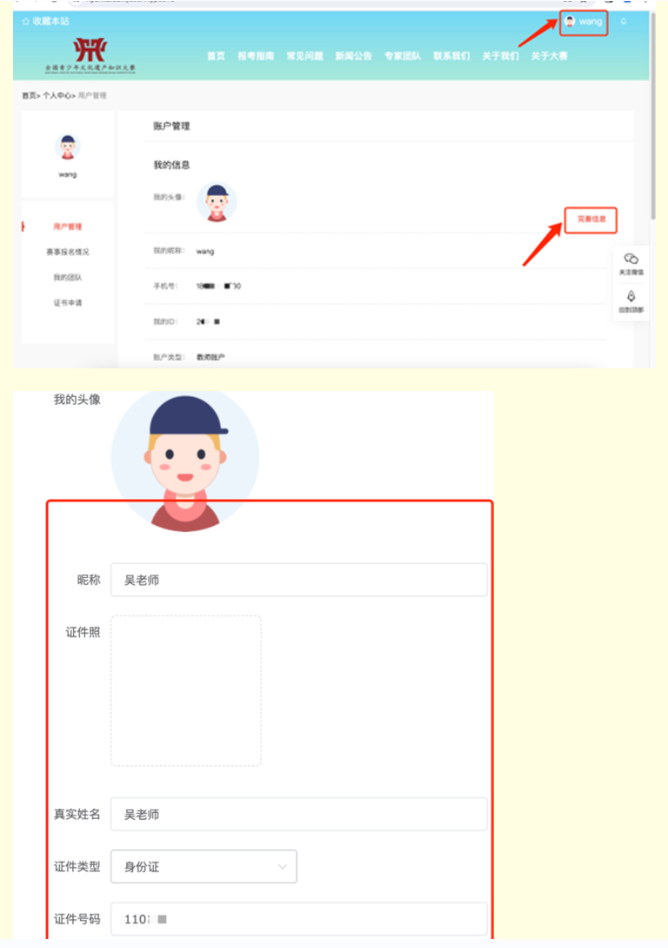 ☆ 收藏本站
wang
全国青少年文化遗产知识大赛
首页 报考指南 常见问题 新闻公告 专家团队 联系我们 关于我们 关于大赛
首页> 个人中心> 用户管理
wang
用户管理
赛事报名情况
我的团队
证书申请
账户管理
我的信息
我的头像:
完善信息
我的昵称: wang
手机号:
我的ID:
账户类型: 教师账户
关注微信
回到顶部
我的头像
昵称 吴老师
证件照
真实姓名 吴老师
证件类型 身份证
证件号码 110